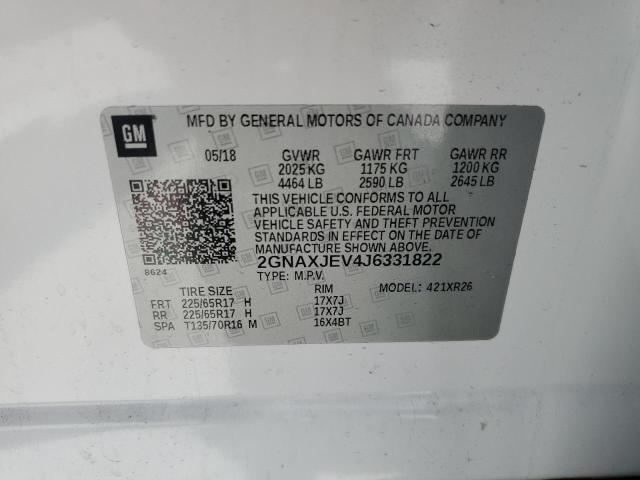 GM
MFD BY GENERAL MOTORS OF CANADA COMPANY
05/18 GVWR GAWR FRT GAWR RR
2025 KG 1175 KG 1200 KG
4464 LB 2590 LB 2645 LB
THIS VEHICLE CONFORMS TO ALL
APPLICABLE U.S. FEDERAL MOTOR
VEHICLE SAFETY AND THEFT PREVENTION
STANDARDS IN EFFECT ON THE DATE OF
MANUFACTURE SHOWN ABOVE.
8624
2GNAXJEV4J6331822
TYPE: M.P.V. MODEL: 421XR26
TIRE SIZE RIM
FRT 225/65R17 H 17X7J
RR 225/65R17 H 17X7J
SPA T135/70R16 M 16X4BT